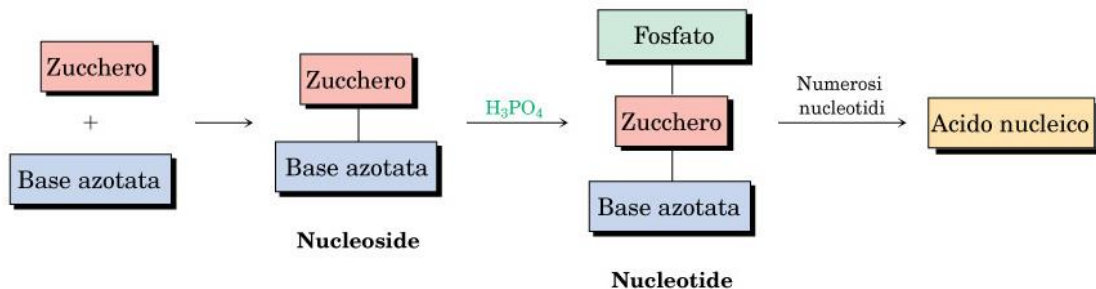 Zucchero
+
Base azotata
Zucchero
Base azotata
Nucleoside
H₃PO₄
Fosfato
Zucchero
Base azotata
Nucleotide
Numerosi
nucleotidi
Acido nucleico